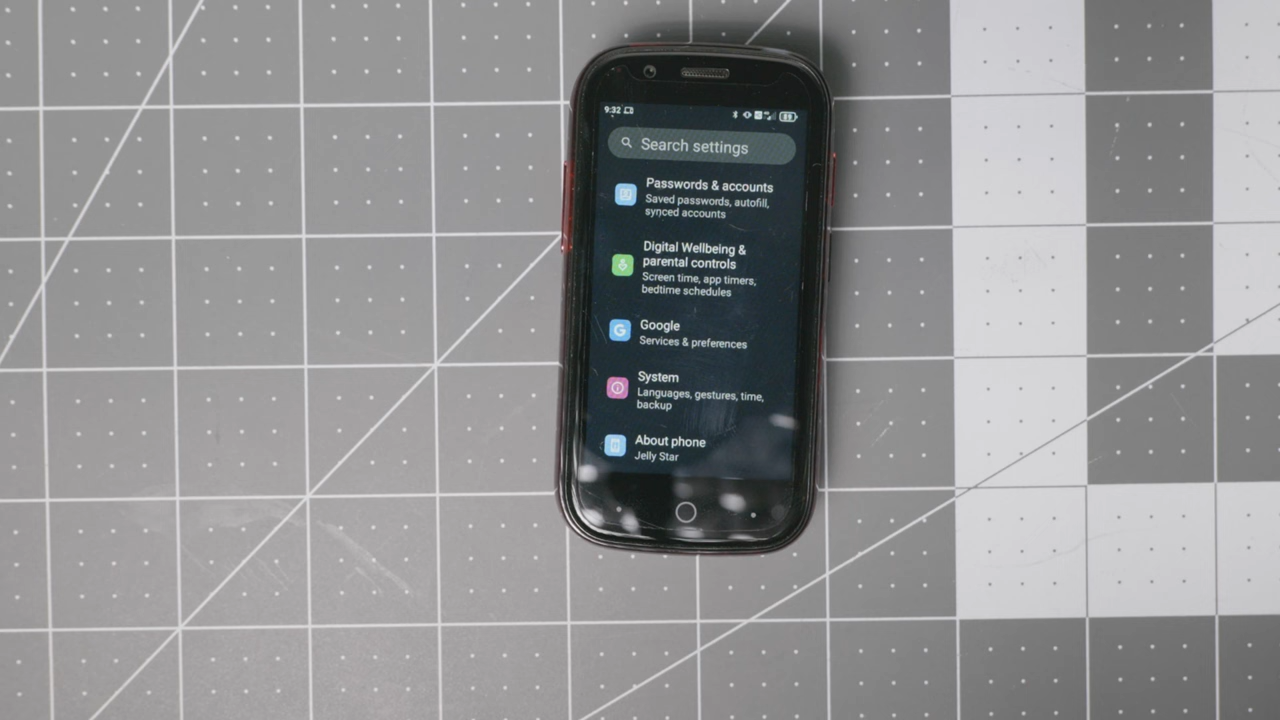 9:32
89
Search settings
Passwords & accounts
Saved passwords, autofill,
synced accounts
Digital Wellbeing &
parental controls
Screen time, app timers,
bedtime schedules
Google
Services & preferences
System
Languages, gestures, time,
backup
About phone
Jelly Star